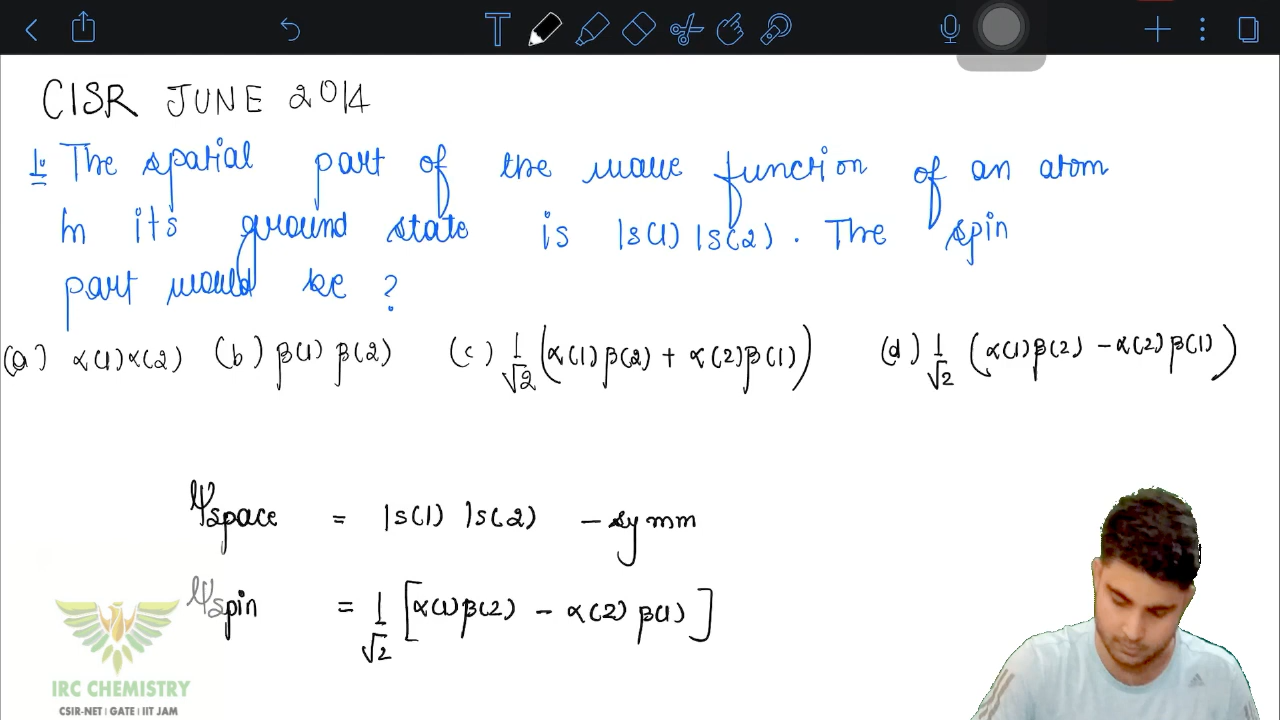 CISR JUNE 2014
1. The spatial part of the wave function of an atom
In its ground state is 1s(1) 1s(2). The spin
part would be ?
(a) α(1)α(2) (b) β(1) β(2) (c) 1/√2 (α(1)β(2) + α(2)β(1)) (d) 1/√2 (α(1)β(2) - α(2)β(1))
Ψspace = 1s(1) 1s(2) - symm
Ψspin = 1/√2 [α(1)β(2) - α(2) β(1)]
IRC CHEMISTRY
CSIR-NET | GATE | IIT JAM